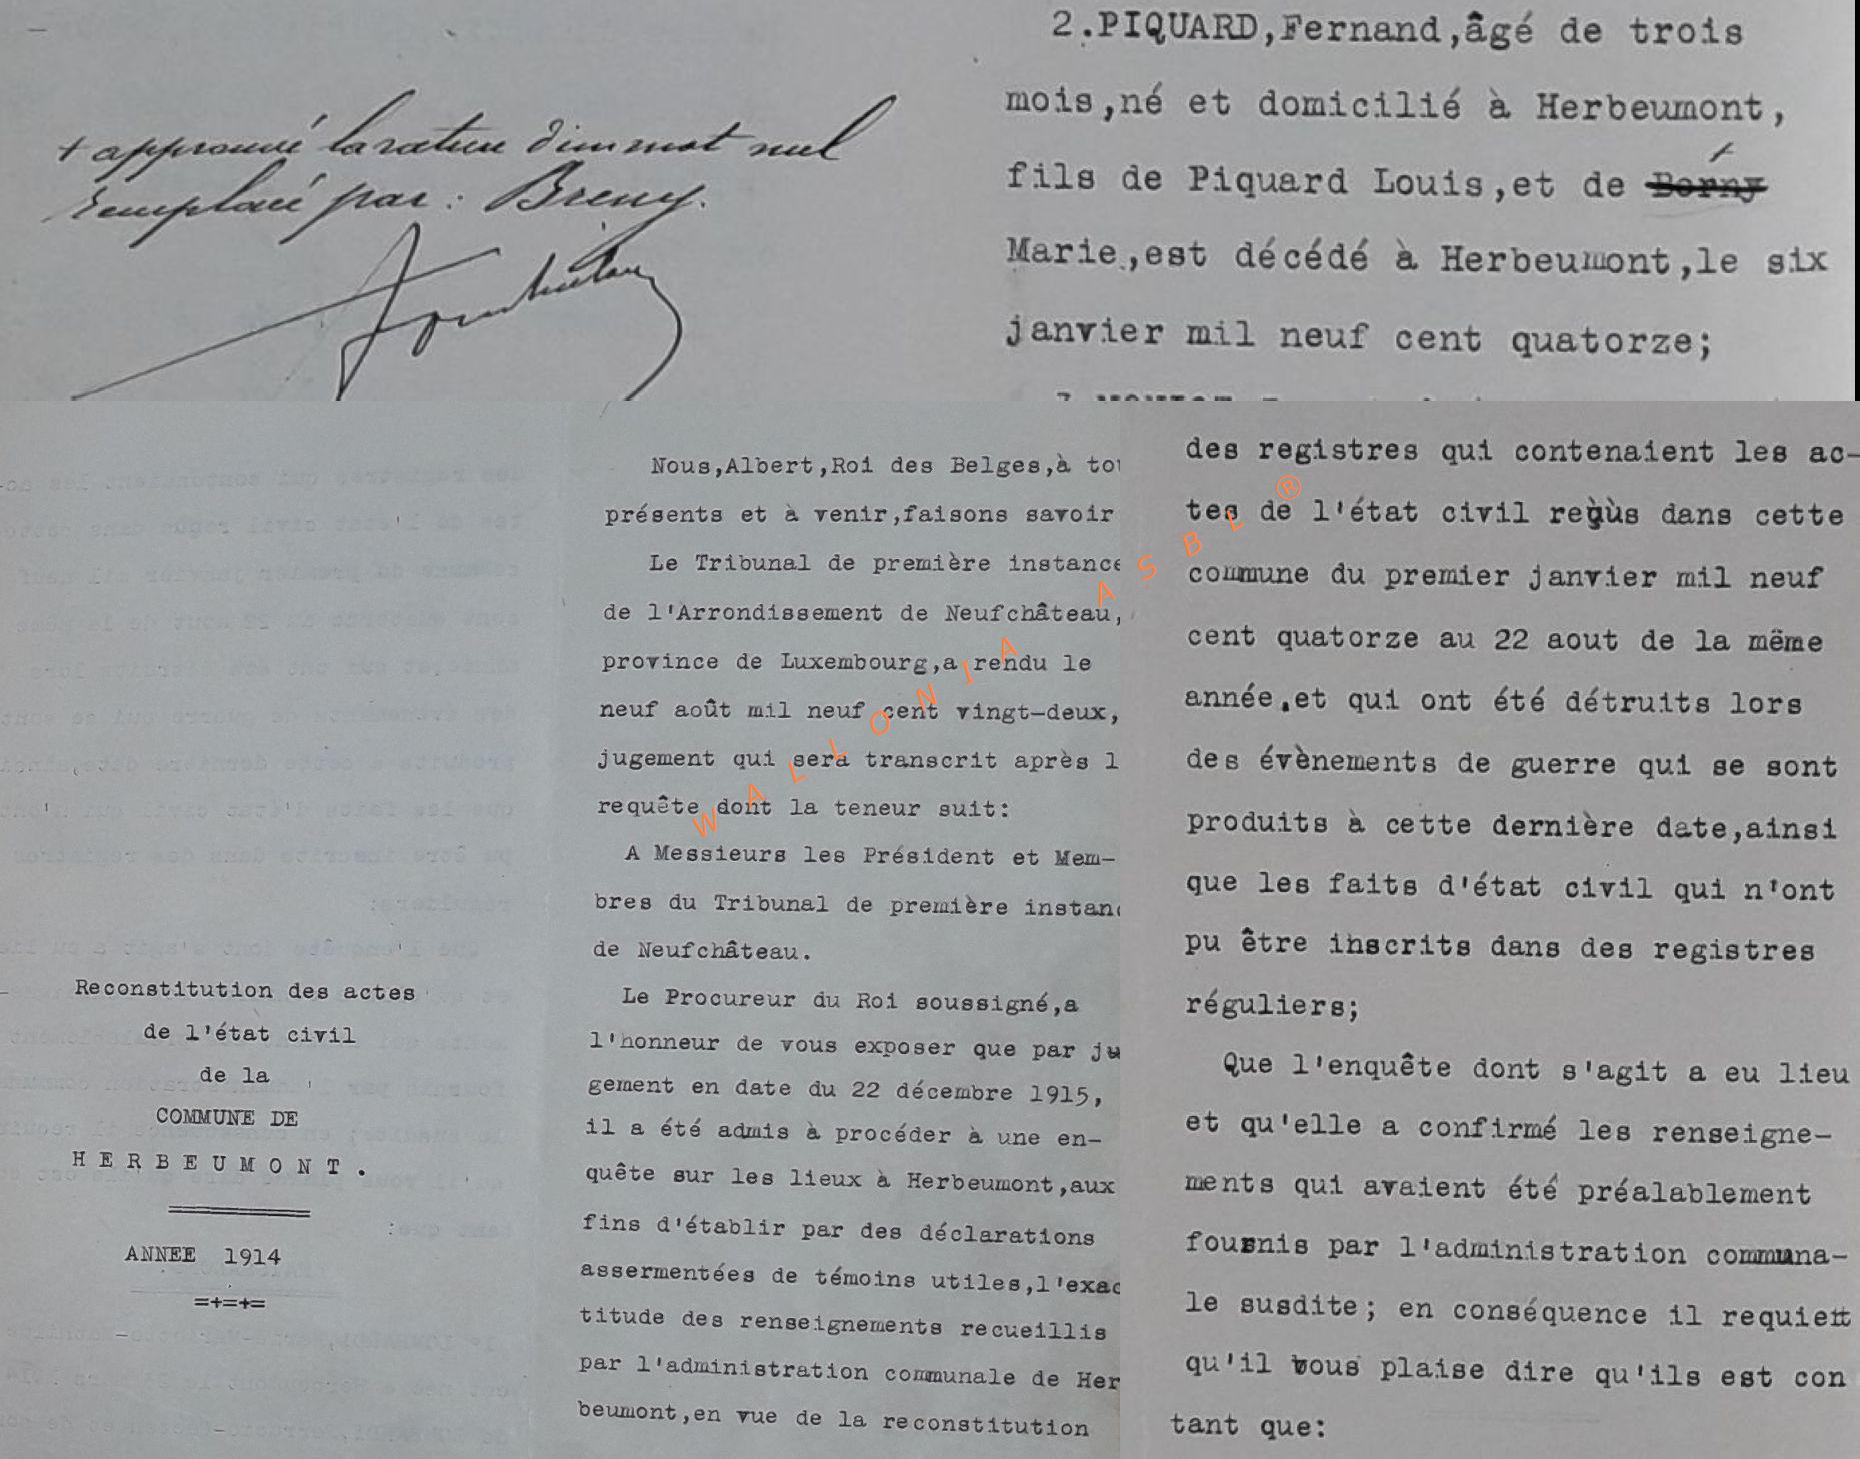 + approuvé la rature d'un mot nul
remplacé par : Breny.
2.PIQUARD,Fernand,âgé de trois
mois,né et domicilié à Herbeumont,
fils de Piquard Louis,et de Borny
Marie,est décédé à Herbeumont,le six
janvier mil neuf cent quatorze;
Reconstitution des actes
de l'état civil
de la
COMMUNE DE
HERBEUMONT.
ANNEE 1914
=+=+=
Nous,Albert,Roi des Belges,à tou
présents et à venir,faisons savoir
Le Tribunal de première instance
de l'Arrondissement de Neufchâteau,
province de Luxembourg,a rendu le
neuf août mil neuf cent vingt-deux,
jugement qui sera transcrit après l
requête dont la teneur suit:
A Messieurs les Président et Mem-
bres du Tribunal de première instanc
de Neufchâteau.
Le Procureur du Roi soussigné,a
l'honneur de vous exposer que par ju
gement en date du 22 décembre 1915,
il a été admis à procéder à une en-
quête sur les lieux à Herbeumont,aux
fins d'établir par des déclarations
assermentées de témoins utiles,l'exac
titude des renseignements recueillis
par l'administration communale de Her
beumont,en vue de la reconstitution
des registres qui contenaient les ac-
tes de l'état civil reçùs dans cette
commune du premier janvier mil neuf
cent quatorze au 22 aout de la même
année,et qui ont été détruits lors
des évènements de guerre qui se sont
produits à cette dernière date,ainsi
que les faits d'état civil qui n'ont
pu être inscrits dans des registres
réguliers;
Que l'enquête dont s'agit a eu lieu
et qu'elle a confirmé les renseigne-
ments qui avaient été préalablement
fournis par l'administration communa-
le susdite; en conséquence il requiert
qu'il vous plaise dire qu'ils est con
tant que:
WALLONIA ASBL ®